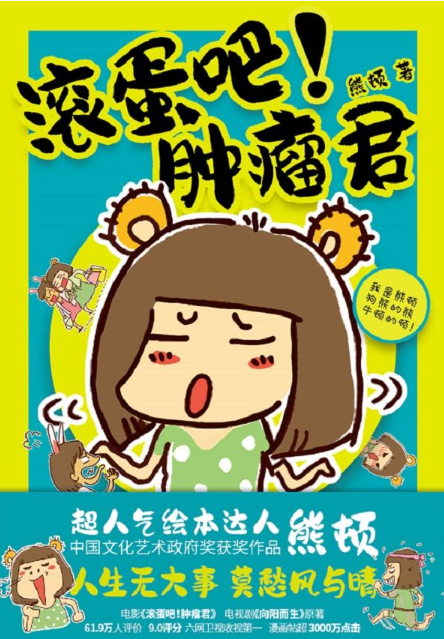 滚蛋吧！
肿瘤君
熊顿 著
我是熊顿
狗熊的熊
牛顿的顿！
超人气绘本达人 熊顿
中国文化艺术政府奖获奖作品
人生无大事 莫愁风与晴
电影《滚蛋吧！肿瘤君》 电视剧《向阳而生》原著
61.9万人评价 9.0评分 六网卫视收视第一 漫画帖超3000万点击